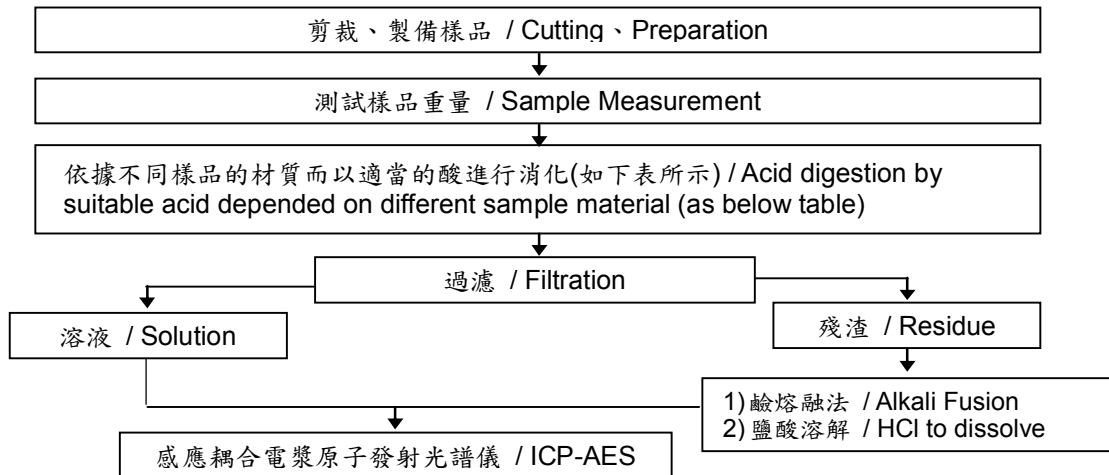 剪裁、製備樣品 / Cutting、Preparation
測試樣品重量 / Sample Measurement
依據不同樣品的材質而以適當的酸進行消化(如下表所示) / Acid digestion by
suitable acid depended on different sample material (as below table)
過濾 / Filtration
溶液 / Solution
殘渣 / Residue
1) 鹼熔融法 / Alkali Fusion
2) 鹽酸溶解 / HCl to dissolve
感應耦合電漿原子發射光譜儀 / ICP-AES